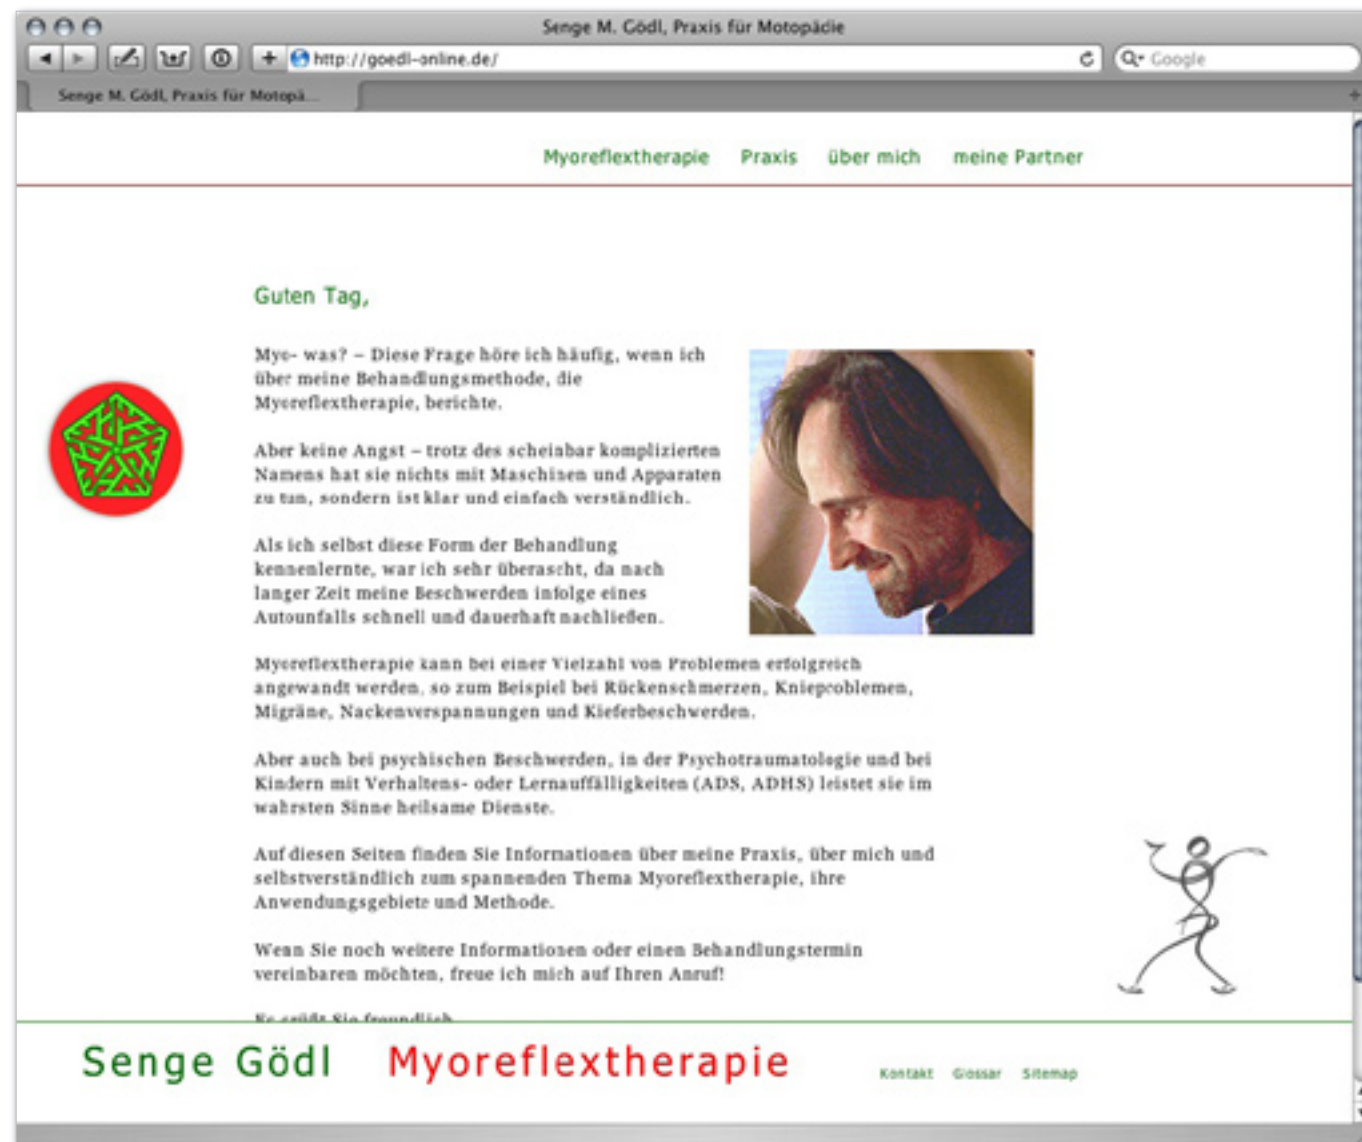 Senge M. Gödl, Praxis für Motopädie
http://goedl-online.de/
Google
Senge M. Gödl, Praxis für Motopä...
Myoreflextherapie Praxis über mich meine Partner
Guten Tag,
Myo- was? – Diese Frage höre ich häufig, wenn ich
über meine Behandlungsmethode, die
Myoreflextherapie, berichte.
Aber keine Angst – trotz des scheinbar komplizierten
Namens hat sie nichts mit Maschinen und Apparaten
zu tun, sondern ist klar und einfach verständlich.
Als ich selbst diese Form der Behandlung
kennenlernte, war ich sehr überascht, da nach
langer Zeit meine Beschwerden infolge eines
Autounfalls schnell und dauerhaft nachließen.
Myoreflextherapie kann bei einer Vielzahl von Problemen erfolgreich
angewandt werden, so zum Beispiel bei Rückenschmerzen, Knieproblemen,
Migräne, Nackenverspannungen und Kieferbeschwerden.
Aber auch bei psychischen Beschwerden, in der Psychotraumatologie und bei
Kindern mit Verhaltens- oder Lernauffälligkeiten (ADS, ADHS) leistet sie im
wahrsten Sinne heilsame Dienste.
Auf diesen Seiten finden Sie Informationen über meine Praxis, über mich und
selbstverständlich zum spannenden Thema Myoreflextherapie, ihre
Anwendungsgebiete und Methode.
Wenn Sie noch weitere Informationen oder einen Behandlungstermin
vereinbaren möchten, freue ich mich auf Ihren Anruf!
Es grüßt Sie freundlich
Senge Gödl Myoreflextherapie Kontakt Glossar Sitemap